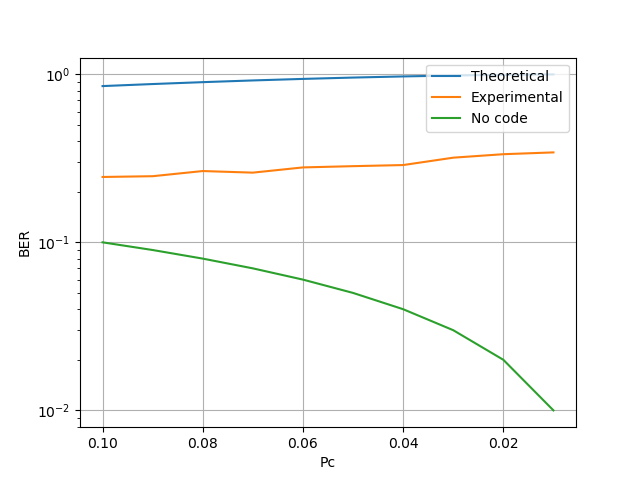 10⁰
Theoretical
Experimental
No code
BER
10⁻¹
10⁻²
0.10 0.08 0.06 0.04 0.02
Pc